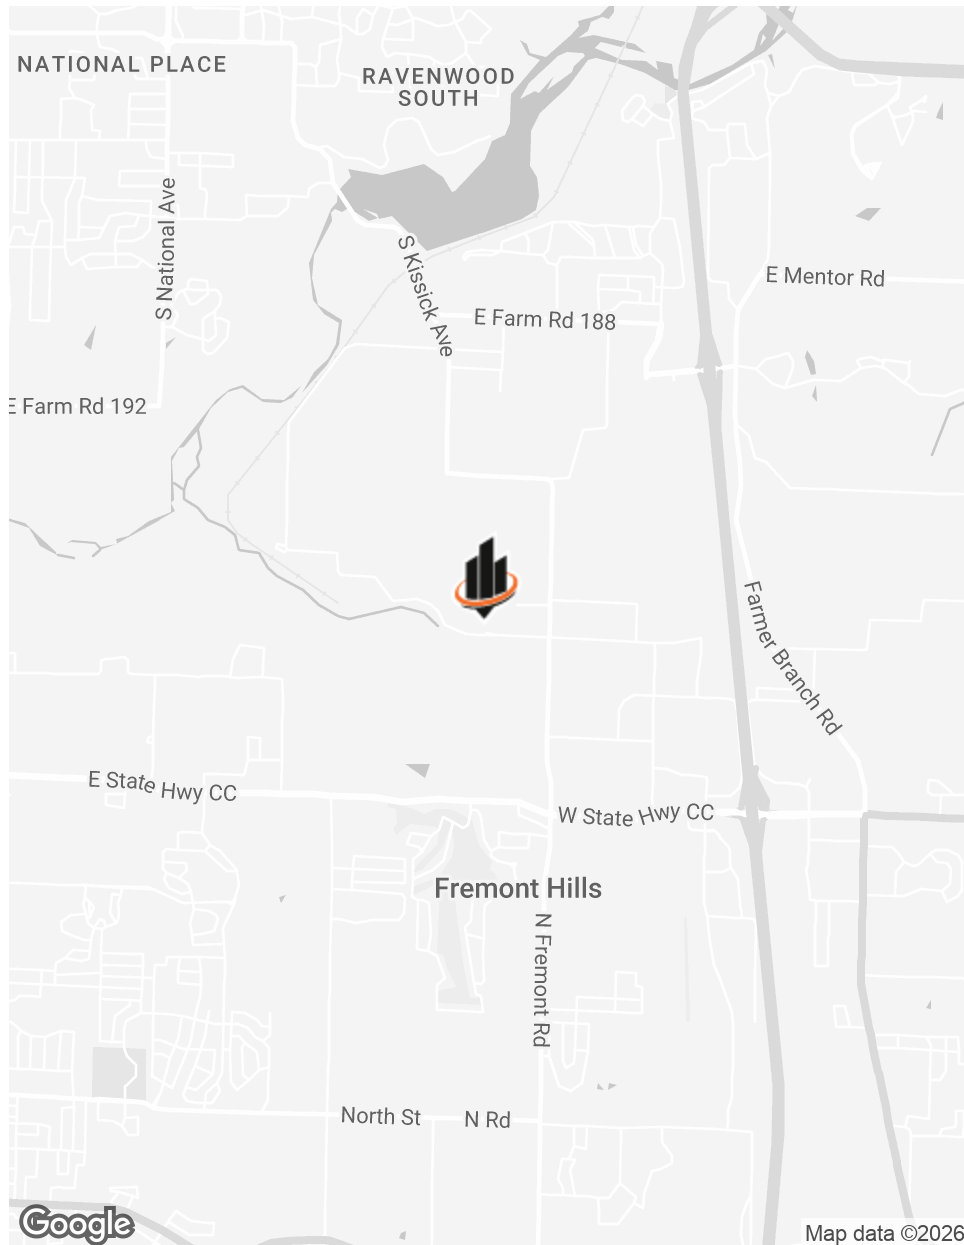 NATIONAL PLACE
RAVENWOOD
SOUTH
S National Ave
S Kissick Ave
E Mentor Rd
E Farm Rd 188
E Farm Rd 192
Farmer Branch Rd
E State Hwy CC
W State Hwy CC
Fremont Hills
N Fremont Rd
North St
N Rd
Google
Map data ©2026